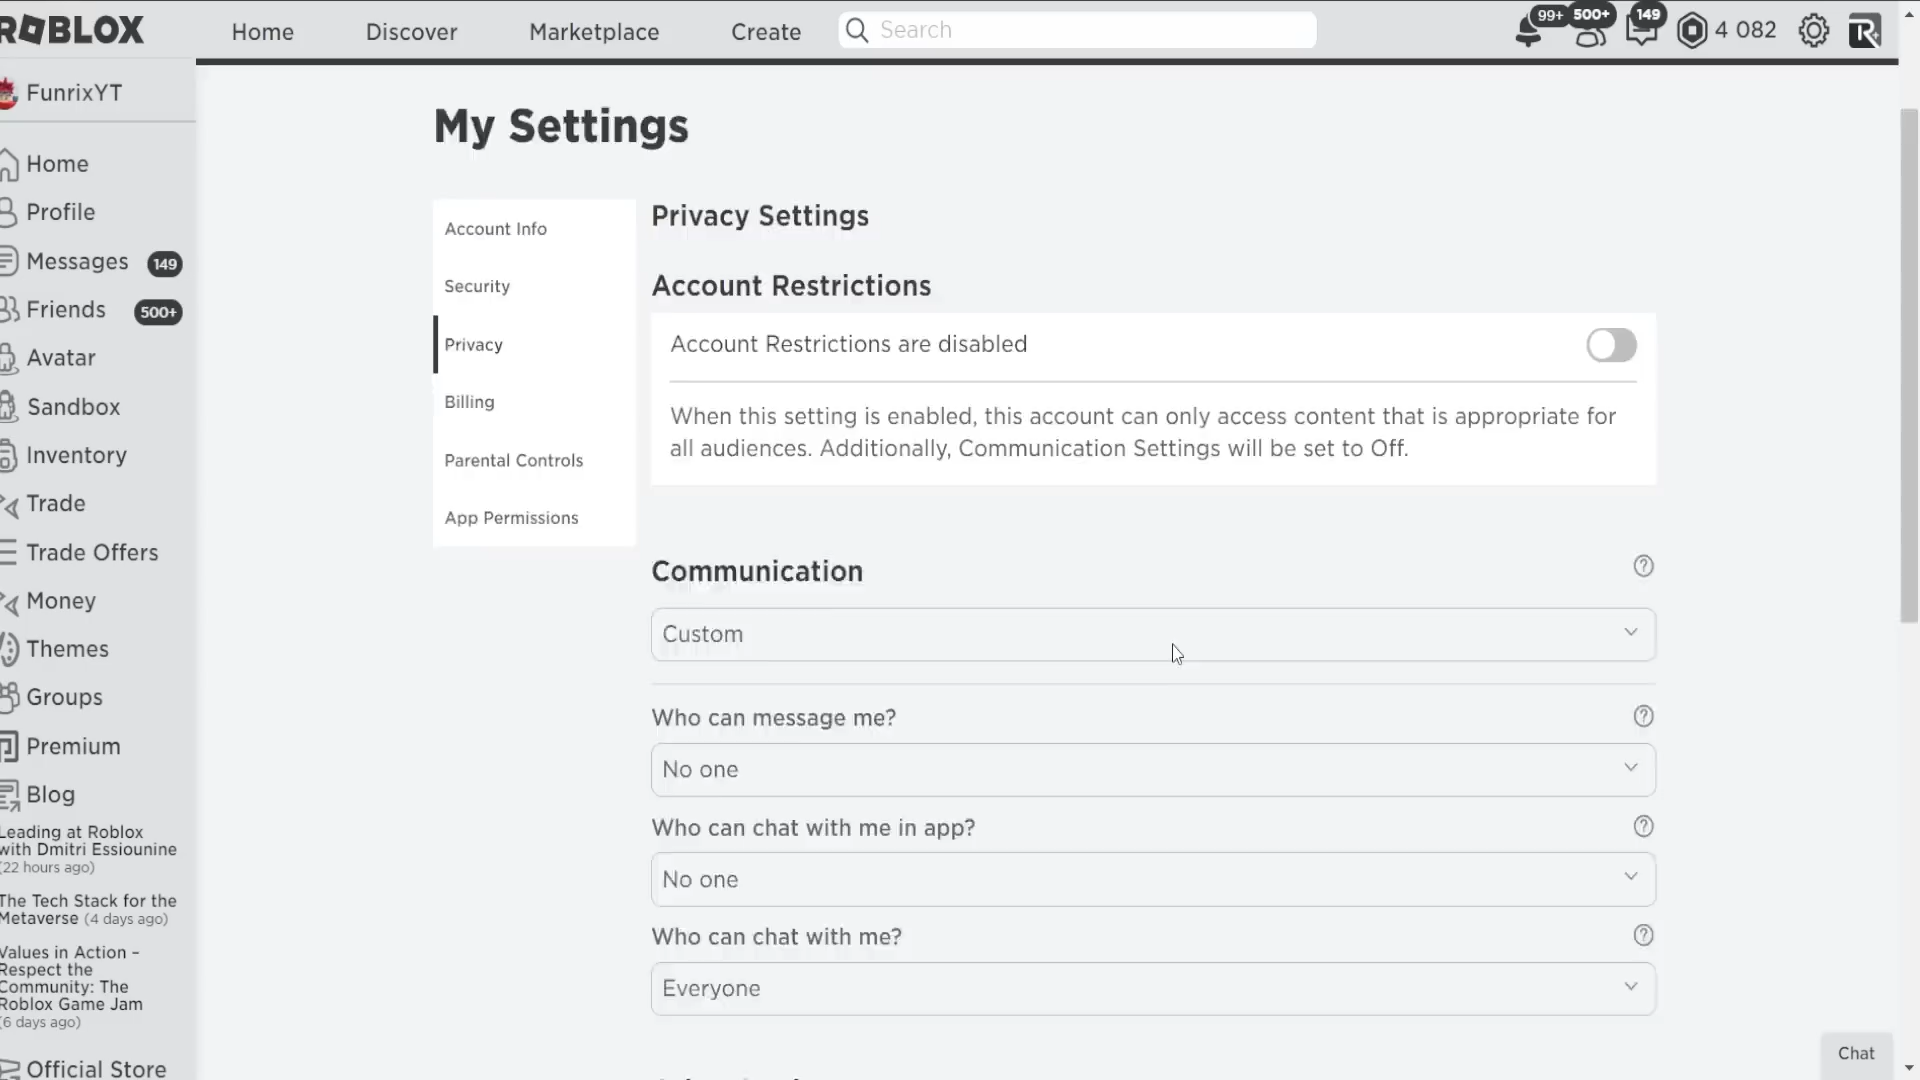 ROBLOX
Home
Discover
Marketplace
Create
Search
99+
500+
149
4 082
FunrixYT
Home
Profile
Messages
149
Friends
500+
Avatar
Sandbox
Inventory
Trade
Trade Offers
Money
Themes
Groups
Premium
Blog
Leading at Roblox
with Dmitri Essiounine
(22 hours ago)
The Tech Stack for the
Metaverse (4 days ago)
Values in Action –
Respect the
Community: The
Roblox Game Jam
(6 days ago)
Official Store
My Settings
Account Info
Security
Privacy
Billing
Parental Controls
App Permissions
Privacy Settings
Account Restrictions
Account Restrictions are disabled
When this setting is enabled, this account can only access content that is appropriate for
all audiences. Additionally, Communication Settings will be set to Off.
Communication
Custom
Who can message me?
No one
Who can chat with me in app?
No one
Who can chat with me?
Everyone
Chat